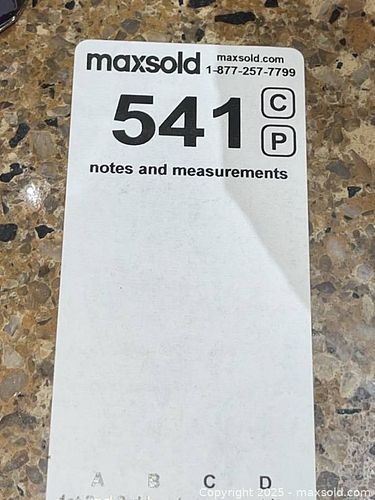 maxsold maxsold.com
1-877-257-7799
541 C
P
notes and measurements
A B C D
Copyright 2025 - maxsold.com